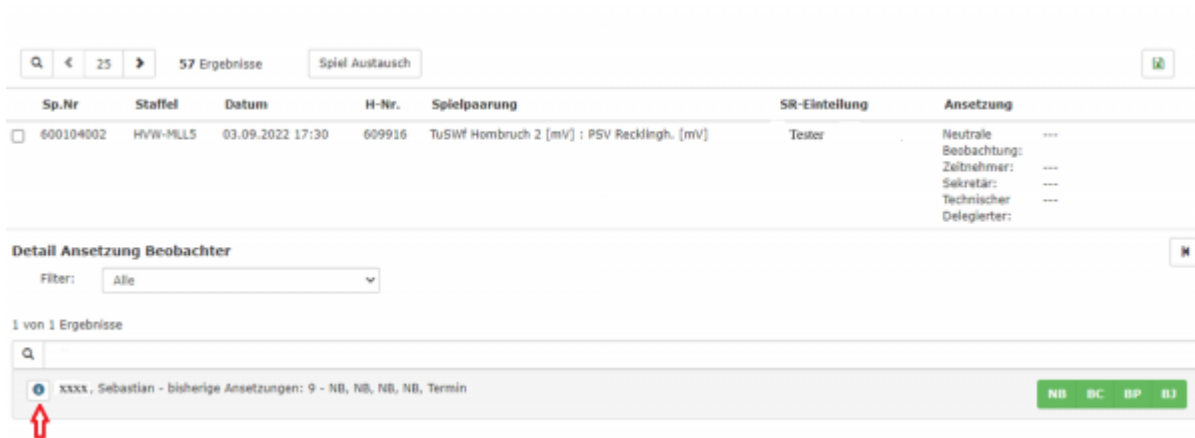 25 57 Ergebnisse Spiel Austausch
Sp.Nr Staffel Datum H-Nr. Spielpaarung SR-Einteilung Ansetzung
600104002 HVW-MLL5 03.09.2022 17:30 609916 TuSWf Hombruch 2 [mV] : PSV Recklingh. [mV] Tester Neutrale ---
Beobachtung:
Zeitnehmer: ---
Sekretär: ---
Technischer ---
Delegierter:
Detail Ansetzung Beobachter
Filter: Alle
1 von 1 Ergebnisse
xxxx, Sebastian - bisherige Ansetzungen: 9 - NB, NB, NB, NB, Termin NB BC BP BJ